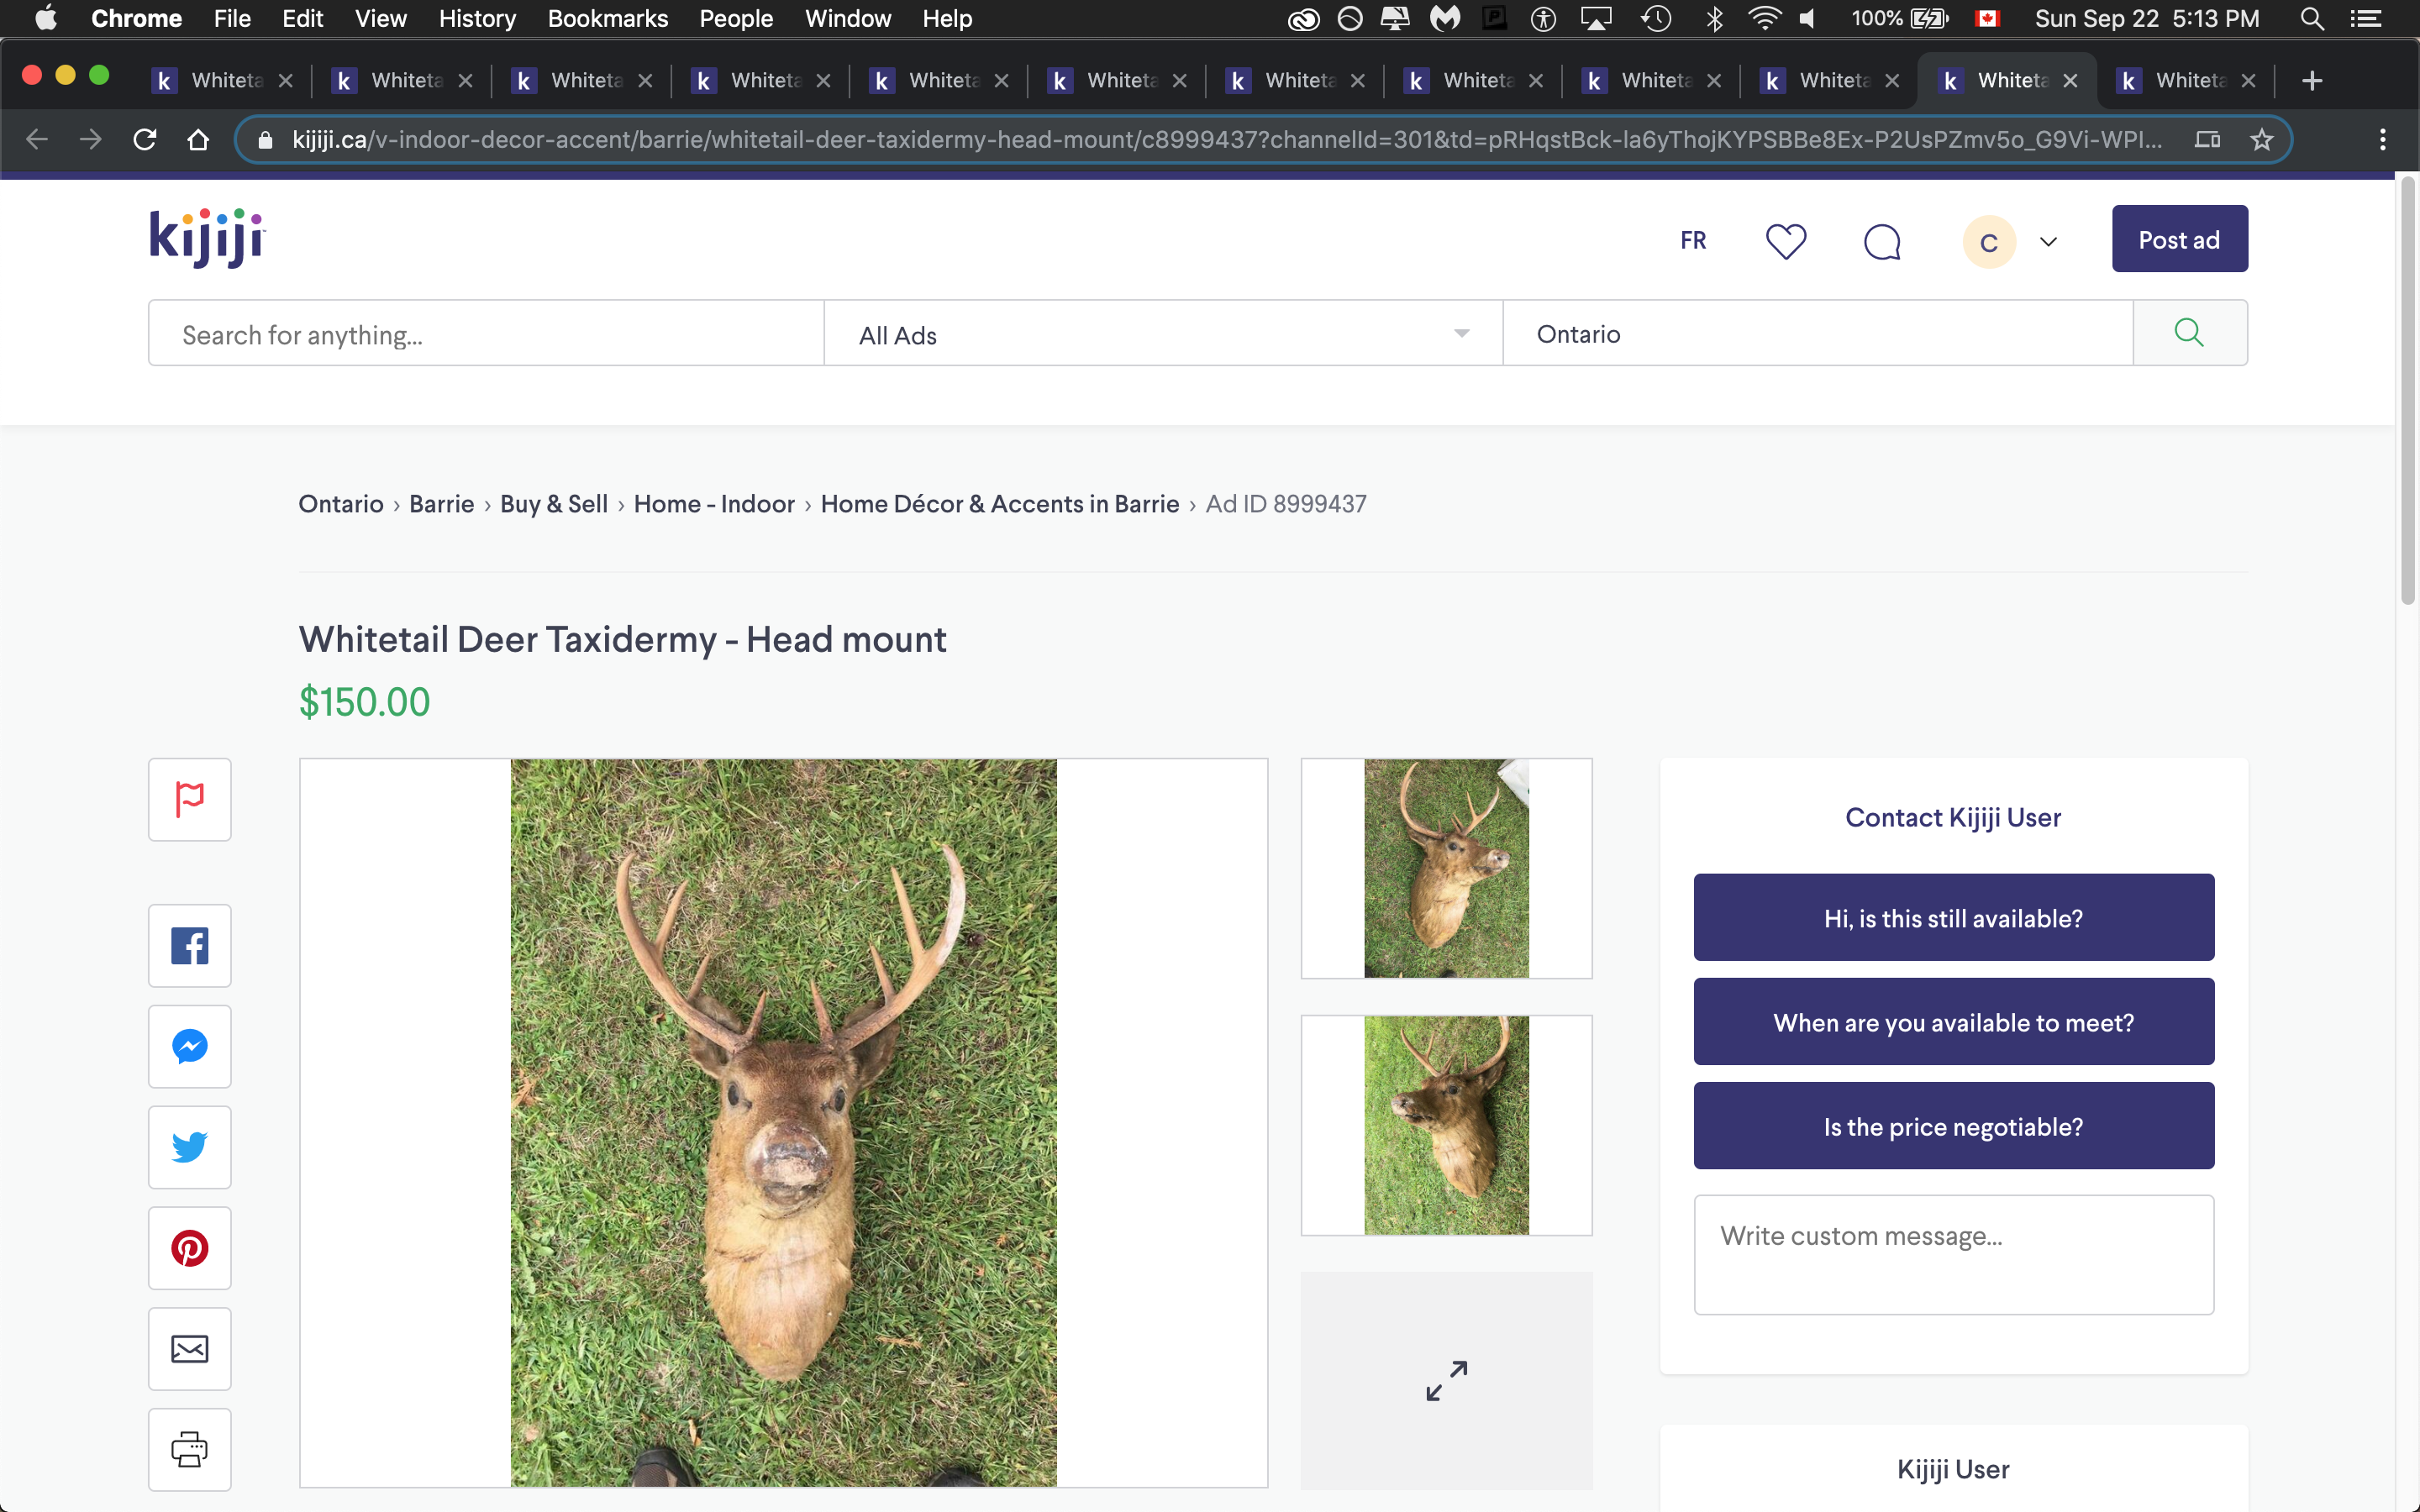 Chrome File Edit View History Bookmarks People Window Help 100% Sun Sep 22 5:13 PM
Whiteta Whiteta Whiteta Whiteta Whiteta Whiteta Whiteta Whiteta Whiteta Whiteta Whiteta Whiteta
kijiji.ca/v-indoor-decor-accent/barrie/whitetail-deer-taxidermy-head-mount/c8999437?channelId=301&td=pRHqstBck-la6yThojKYPSBBe8Ex-P2UsPZmv5o_G9Vi-WPI...
kijiji
FR
C
Post ad
Search for anything...
All Ads
Ontario
Ontario › Barrie › Buy & Sell › Home - Indoor › Home Décor & Accents in Barrie › Ad ID 8999437
Whitetail Deer Taxidermy - Head mount
$150.00
Contact Kijiji User
Hi, is this still available?
When are you available to meet?
Is the price negotiable?
Write custom message...
Kijiji User